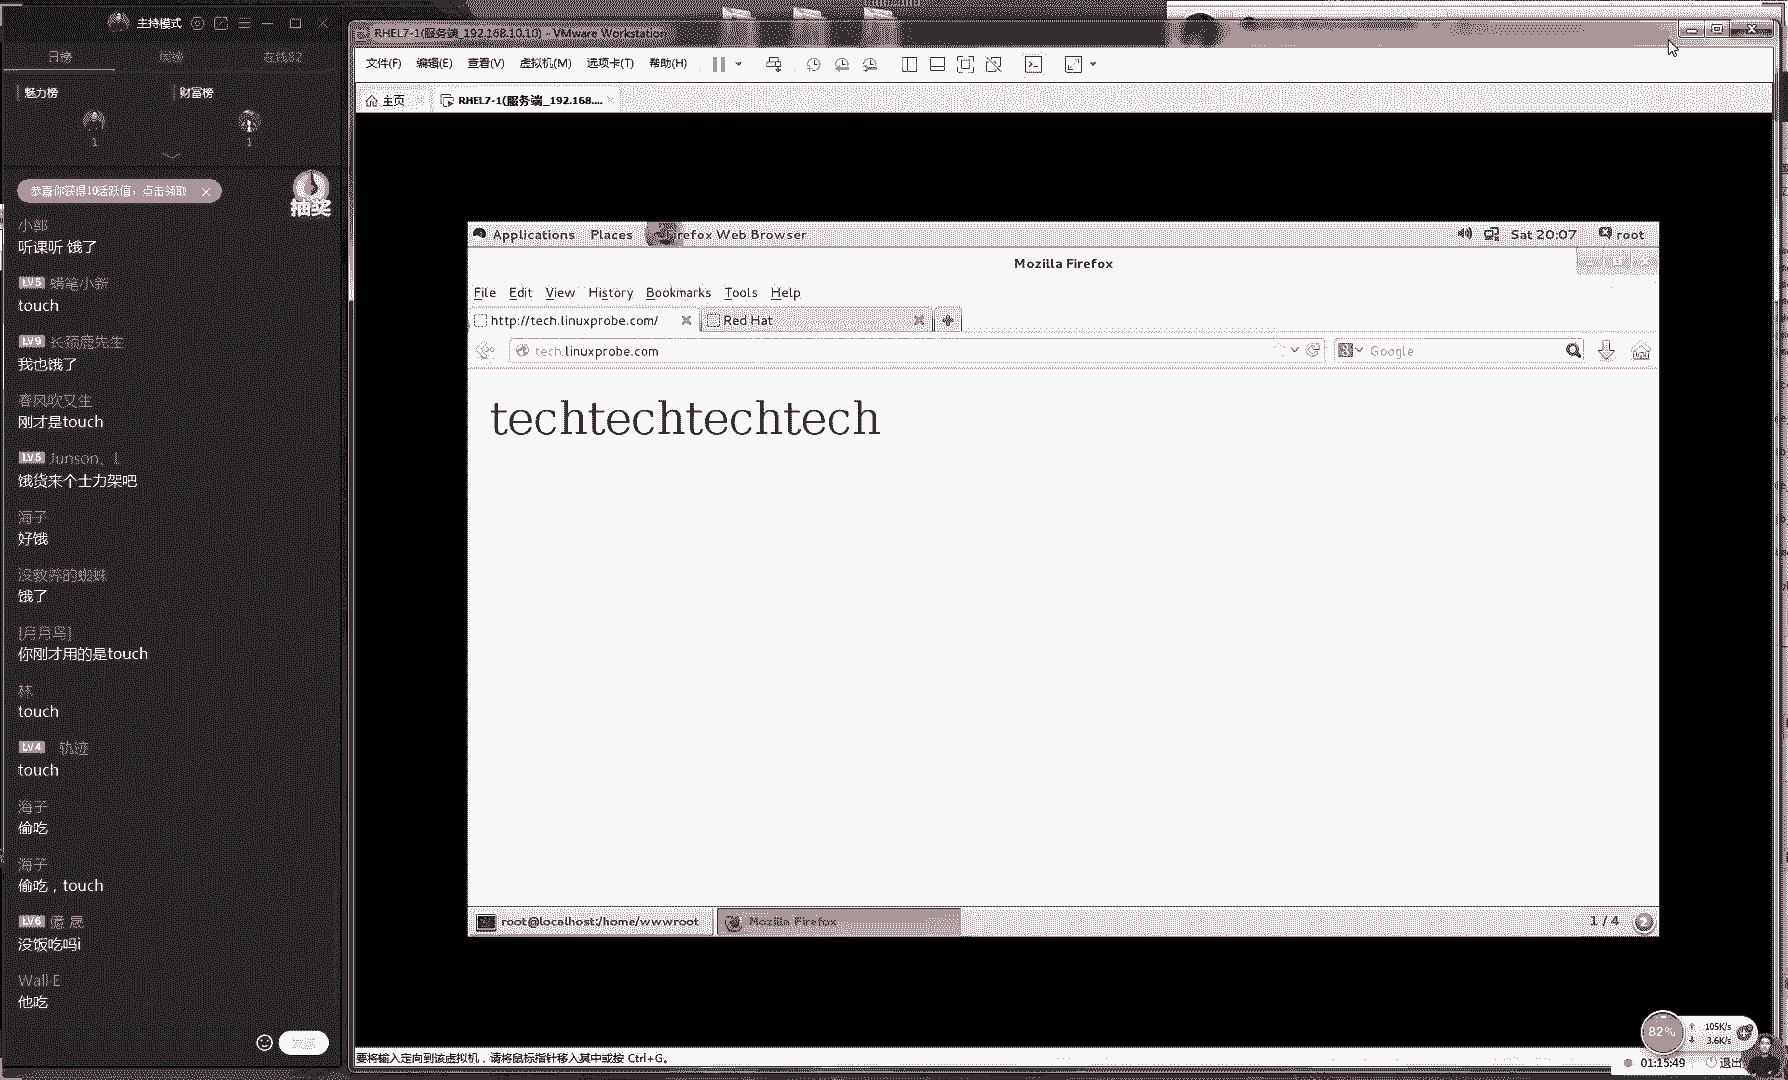 主持模式
日榜
周榜
在线82
魅力榜
财富榜
1
1
恭喜你获得10活跃值，点击领取
抽奖
小邹
听课听 饿了
LV5 蜡笔小新
touch
LV9 长颈鹿先生
我也饿了
春风吹又生
刚才是touch
LV5 Junson、L
饿货来个士力架吧
海子
好饿
没教养的蜘蛛
饿了
[月月鸟]
你刚才用的是touch
林
touch
LV4 轨迹
touch
海子
偷吃
海子
偷吃，touch
LV6 億 晟
没饭吃吗i
Wall-E
他吃
发送
RHEL7-1(服务端_192.168.10.10) - VMware Workstation
文件(F) 编辑(E) 查看(V) 虚拟机(M) 选项卡(T) 帮助(H)
主页
RHEL7-1(服务端_192.168....
Applications Places Firefox Web Browser
Sat 20:07
root
Mozilla Firefox
File Edit View History Bookmarks Tools Help
http://tech.linuxprobe.com/
Red Hat
tech.linuxprobe.com
Google
techtechtechtech
root@localhost:/home/wwwroot
Mozilla Firefox
1 / 4
2
要将输入定向到该虚拟机，请将鼠标指针移入其中或按 Ctrl+G。
82%
105K/s
3.6K/s
01:15:49
退出